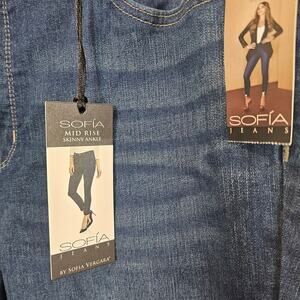 SOFÍA
MID RISE
SKINNY ANKLE
SOFÍA
JEANS
BY SOFIA VERGARA®
SOFÍA
JEANS